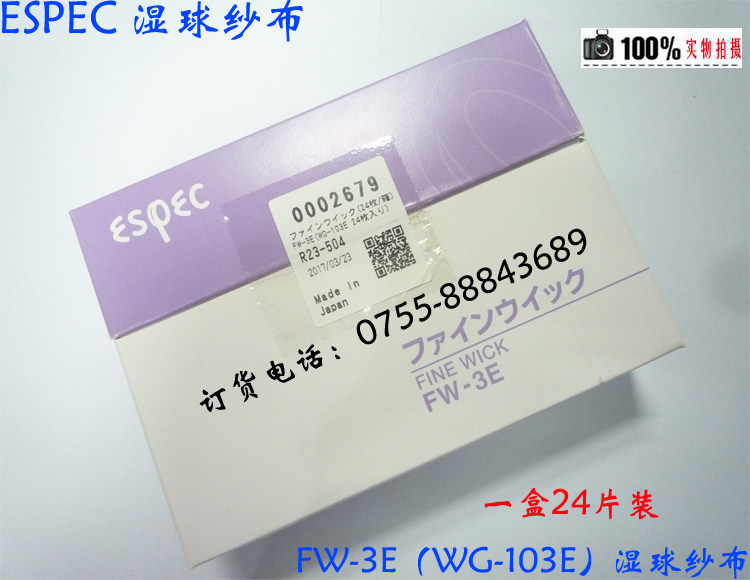 ESPEC 湿球纱布
100% 实物拍摄
ESPEC
0002679
ファインウイック(24枚/箱)
FW-3E(WG-103E 24枚入り)
R23-504
2017/03/23
Made in
Japan
订货电话：0755-88843689
ファインウイック
FINE WICK
FW-3E
一盒24片装
FW-3E（WG-103E）湿球纱布